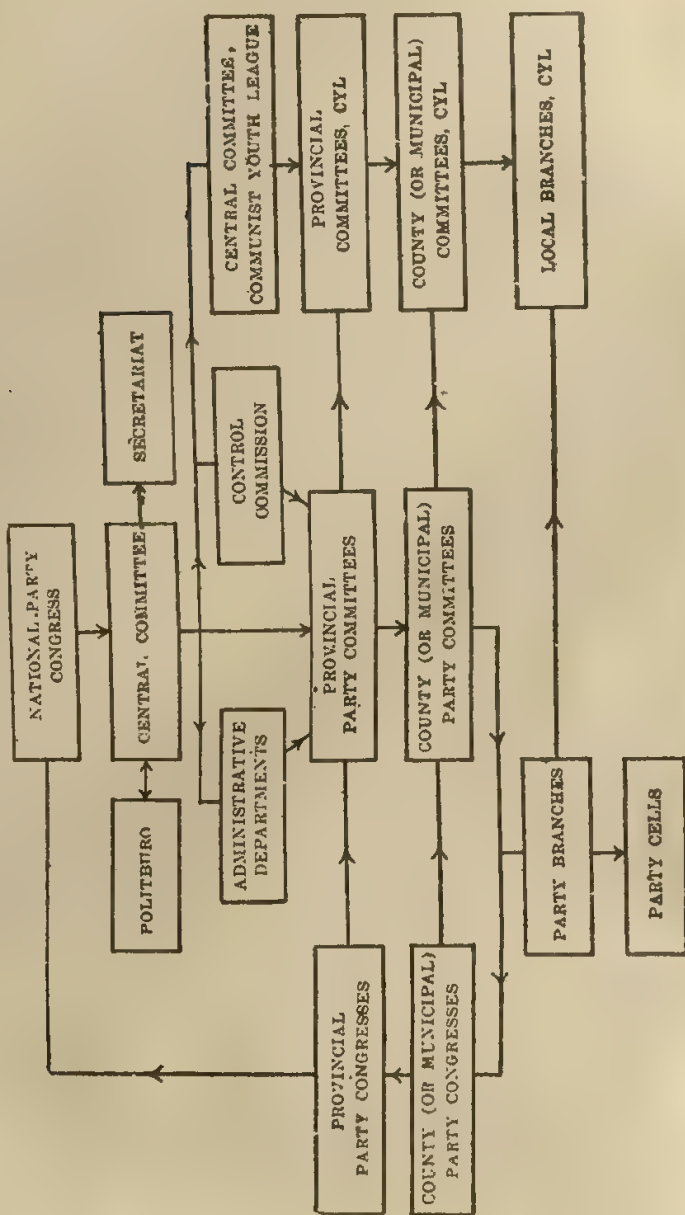 NATIONAL PARTY
CONGRESS
POLITBURO
CENTRAL COMMITTEE
SECRETARIAT
ADMINISTRATIVE
DEPARTMENTS
CONTROL
COMMISSION
CENTRAL COMMITTEE,
COMMUNIST YOUTH LEAGUE
PROVINCIAL
PARTY CONGRESSES
PROVINCIAL
PARTY COMMITTEES
PROVINCIAL
COMMITTEES, CYL
COUNTY (OR MUNICIPAL)
PARTY CONGRESSES
COUNTY (OR MUNICIPAL)
PARTY COMMITTEES
COUNTY (OR MUNICIPAL)
COMMITTEES, CYL
PARTY BRANCHES
LOCAL BRANCHES, CYL
PARTY CELLS